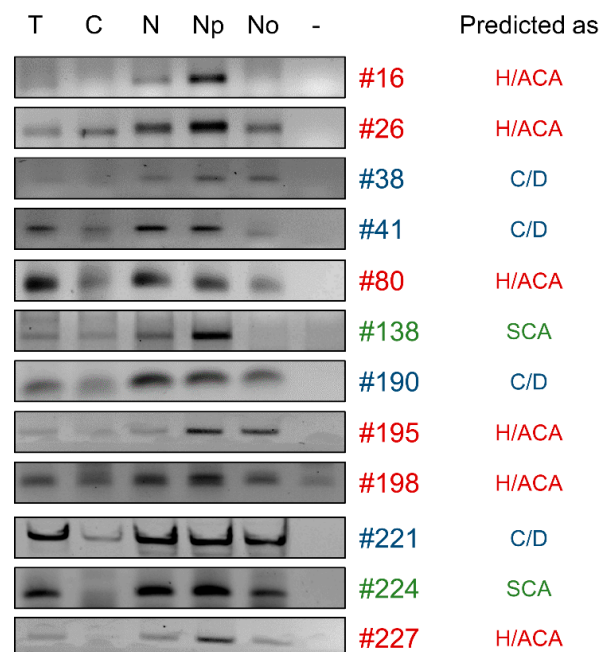 T C N Np No - Predicted as
#16 H/ACA
#26 H/ACA
#38 C/D
#41 C/D
#80 H/ACA
#138 SCA
#190 C/D
#195 H/ACA
#198 H/ACA
#221 C/D
#224 SCA
#227 H/ACA